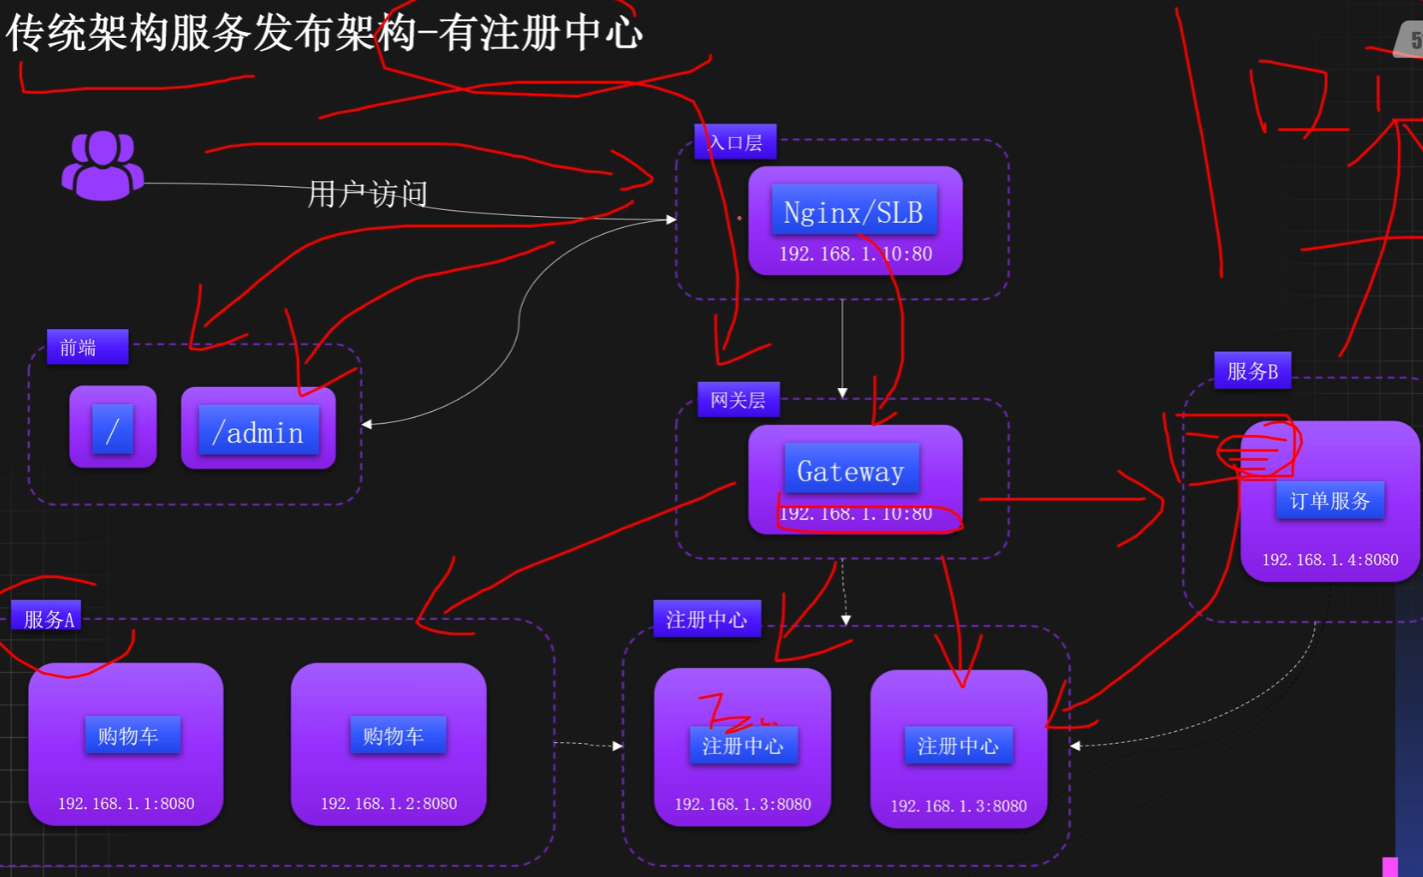 传统架构服务发布架构-有注册中心
入口层
Nginx/SLB
192.168.1.10:80
用户访问
前端
/
/admin
网关层
Gateway
192.168.1.10:80
服务B
订单服务
192.168.1.4:8080
服务A
购物车
192.168.1.1:8080
购物车
192.168.1.2:8080
注册中心
注册中心
192.168.1.3:8080
注册中心
192.168.1.3:8080